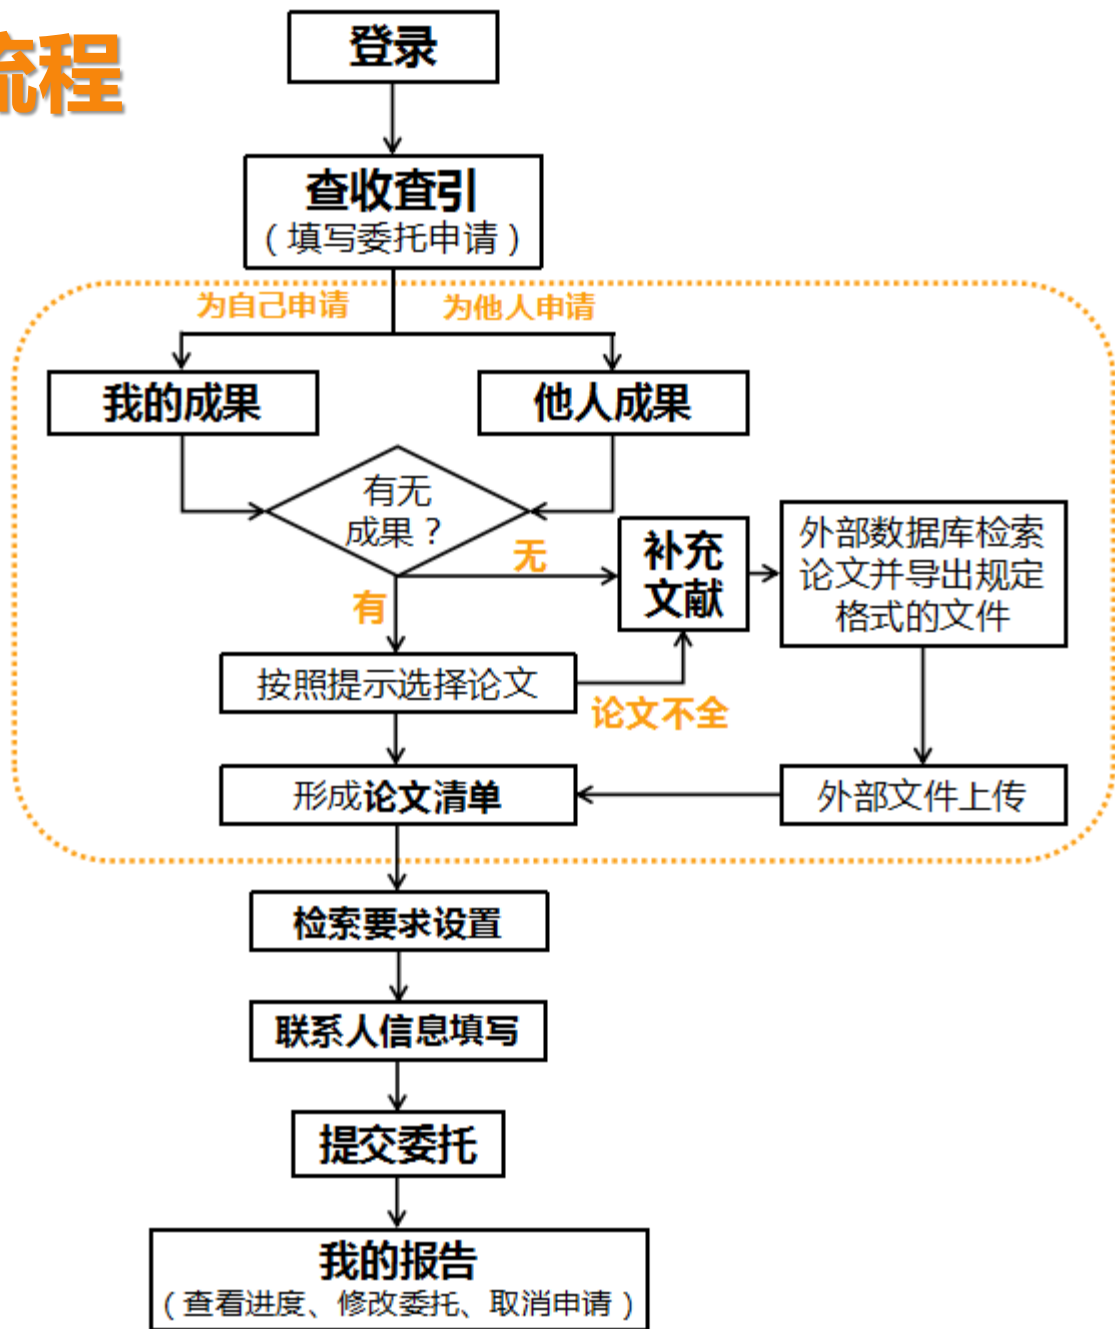 流程
登录
查收查引
（填写委托申请）
为自己申请
为他人申请
我的成果
他人成果
有无
成果？
无
有
补充
文献
外部数据库检索
论文并导出规定
格式的文件
按照提示选择论文
论文不全
形成论文清单
外部文件上传
检索要求设置
联系人信息填写
提交委托
我的报告
（查看进度、修改委托、取消申请）